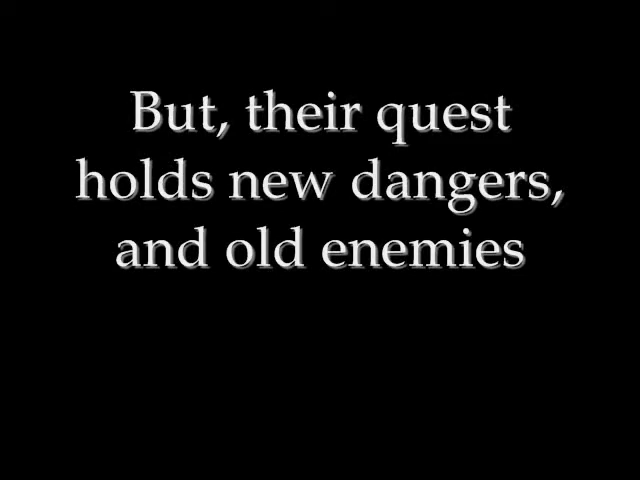 But, their quest
holds new dangers,
and old enemies